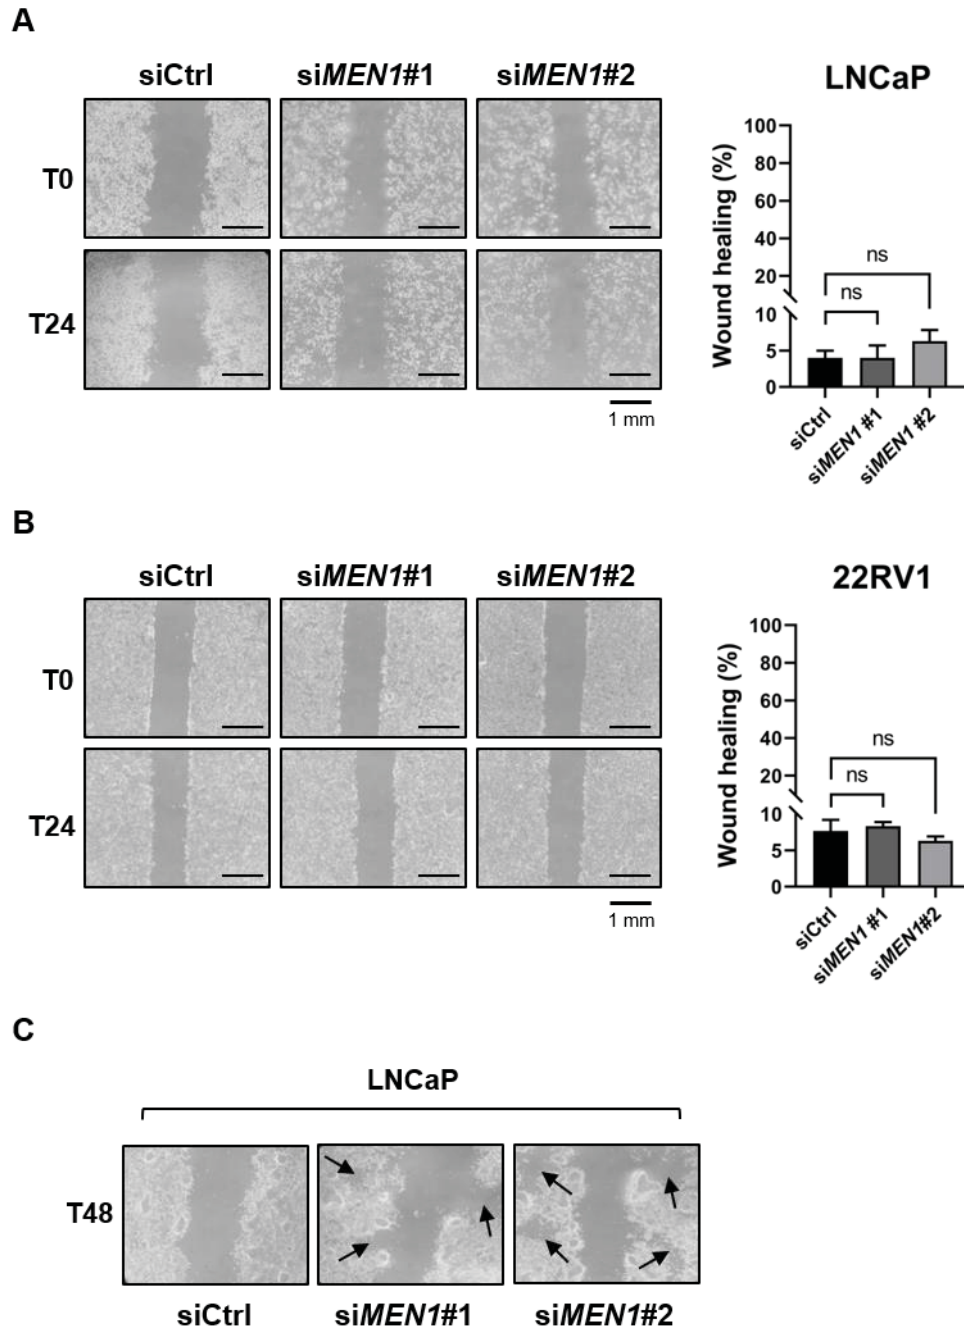 A
siCtrl
siMEN1#1
siMEN1#2
LNCaP
T0
T24
1 mm
Wound healing (%)
100
80
60
40
20
10
5
0
ns
ns
siCtrl
siMEN1 #1
siMEN1 #2
B
siCtrl
siMEN1#1
siMEN1#2
22RV1
T0
T24
1 mm
Wound healing (%)
100
80
60
40
20
10
5
0
ns
ns
siCtrl
siMEN1 #1
siMEN1#2
C
LNCaP
T48
siCtrl
siMEN1#1
siMEN1#2